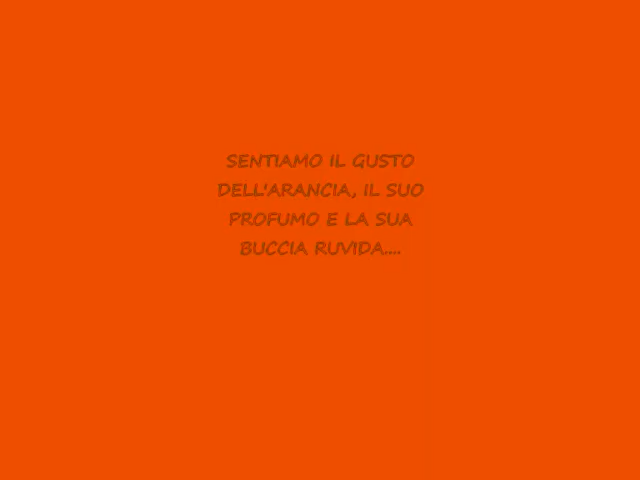 SENTIAMO IL GUSTO
DELL'ARANCIA, IL SUO
PROFUMO E LA SUA
BUCCIA RUVIDA....